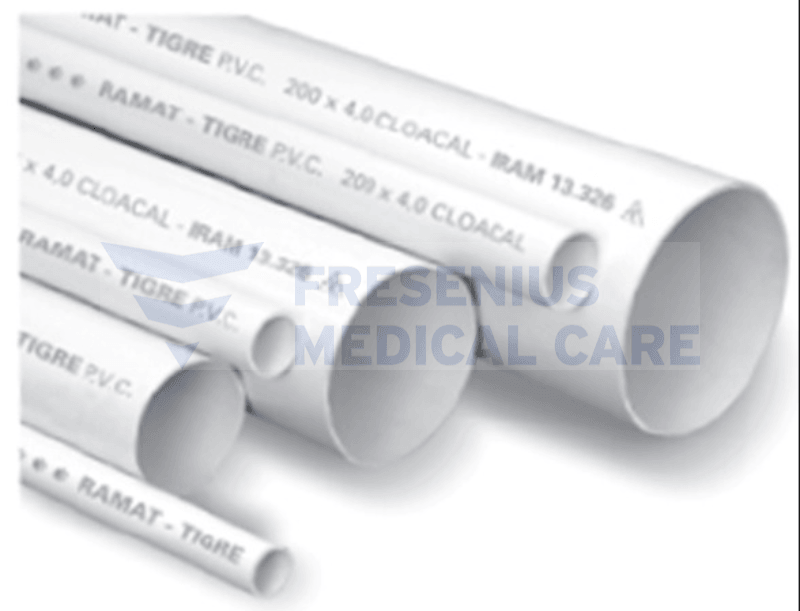 MAT - TIGRE P.V.C. 200 x 4.0 CLOACAL - IRAM 13.326
RAMAT - TIGRE P.V.C. 200 x 4.0 CLOACAL
x 4,0 CLOACAL - IRAM 13.326
RAMAT - TIGRE P.V.C.
FRESENIUS
MEDICAL CARE
TIGRE P.V.C.
RAMAT - TIGRE